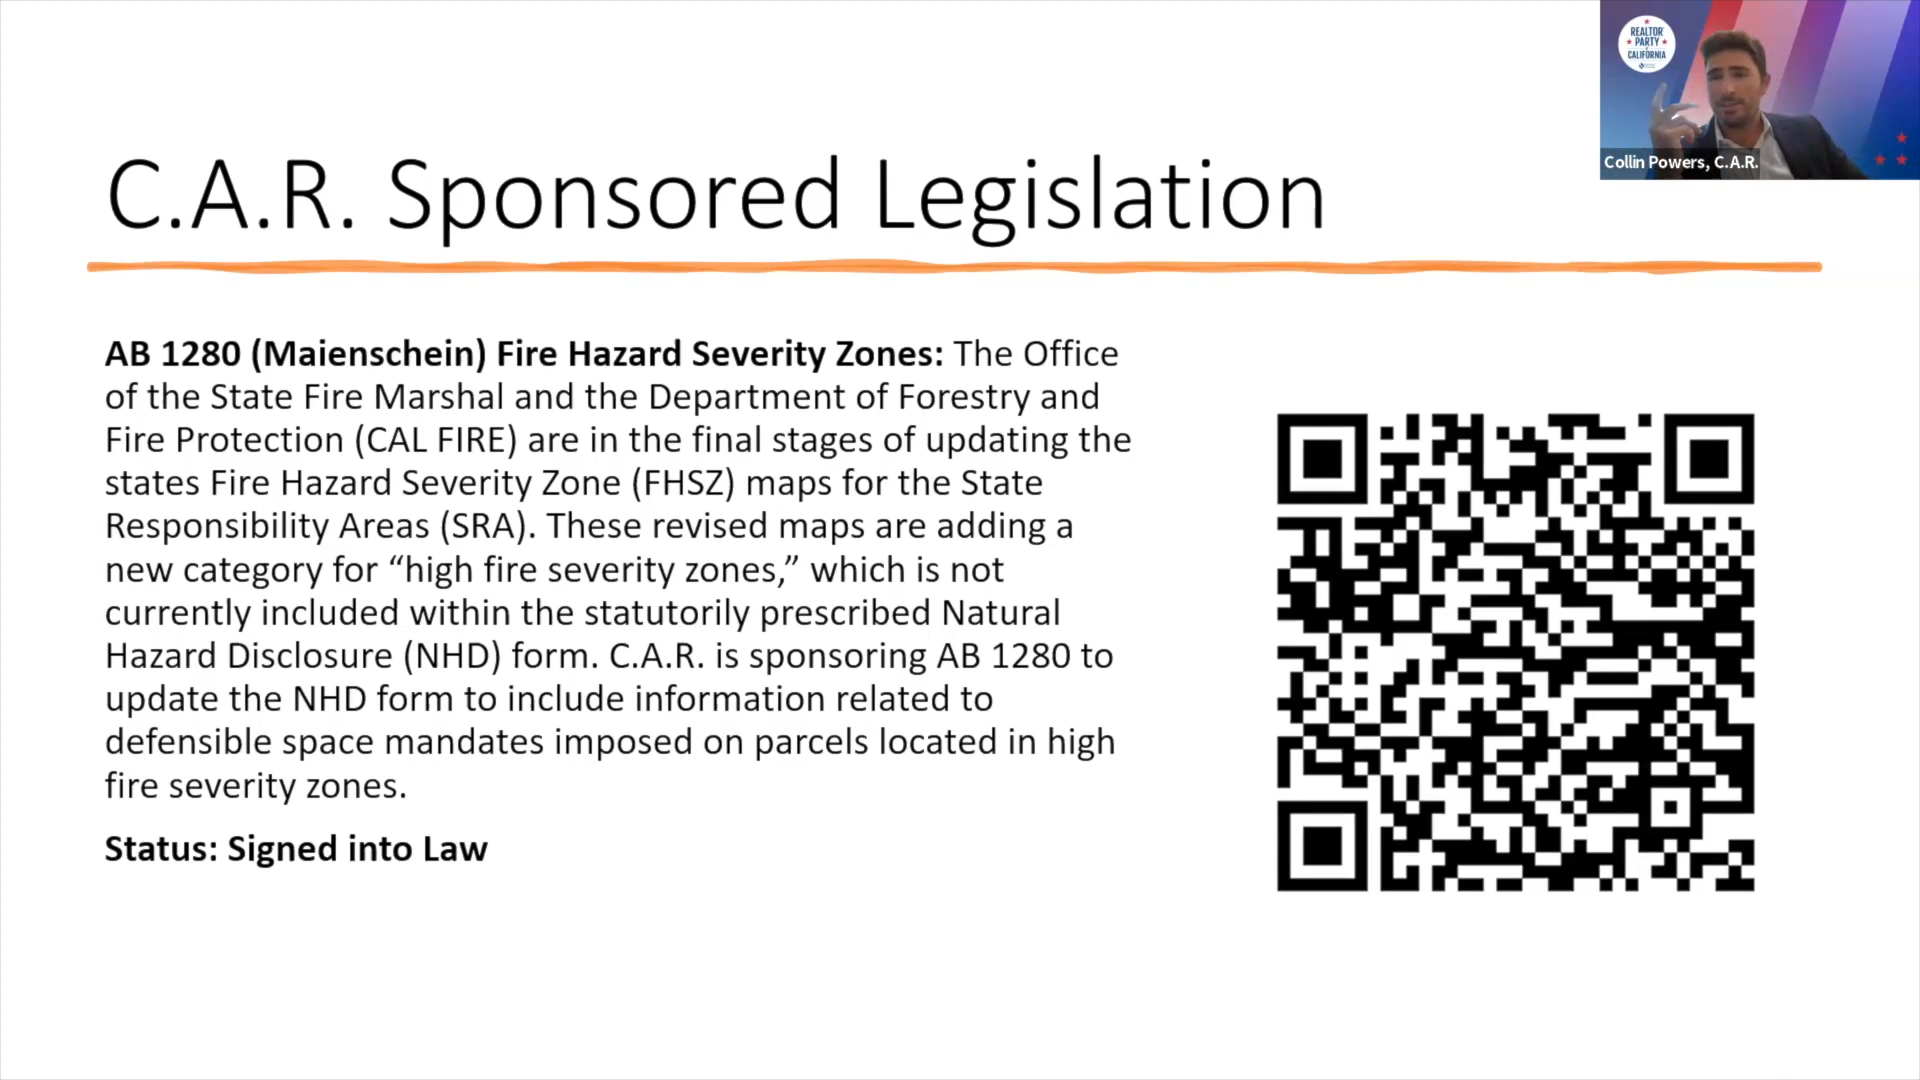 REALTOR
PARTY
CALIFORNIA
Collin Powers, C.A.R.
C.A.R. Sponsored Legislation
AB 1280 (Maienschein) Fire Hazard Severity Zones: The Office
of the State Fire Marshal and the Department of Forestry and
Fire Protection (CAL FIRE) are in the final stages of updating the
states Fire Hazard Severity Zone (FHSZ) maps for the State
Responsibility Areas (SRA). These revised maps are adding a
new category for “high fire severity zones,” which is not
currently included within the statutorily prescribed Natural
Hazard Disclosure (NHD) form. C.A.R. is sponsoring AB 1280 to
update the NHD form to include information related to
defensible space mandates imposed on parcels located in high
fire severity zones.
Status: Signed into Law